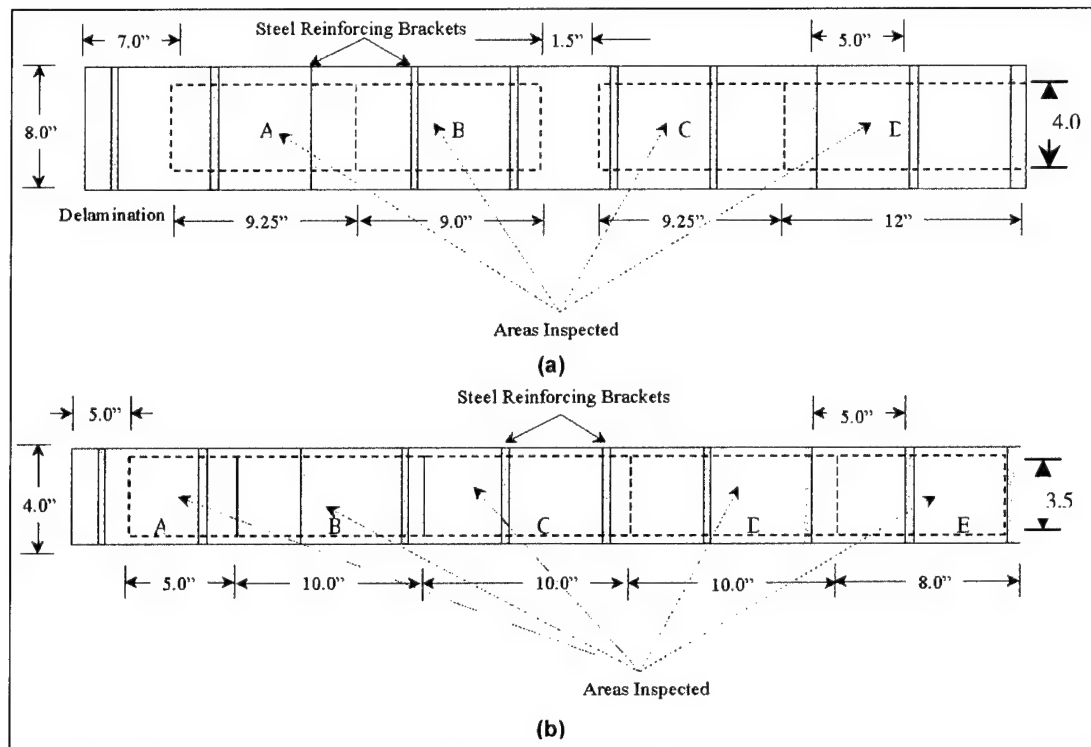 Steel Reinforcing Brackets
7.0”
1.5”
5.0”
8.0”
A
B
C
D
4.0
Delamination
9.25”
9.0”
9.25”
12”
Areas Inspected
(a)
Steel Reinforcing Brackets
5.0”
5.0”
4.0”
A
B
C
D
E
3.5
5.0”
10.0”
10.0”
10.0”
8.0”
Areas Inspected
(b)